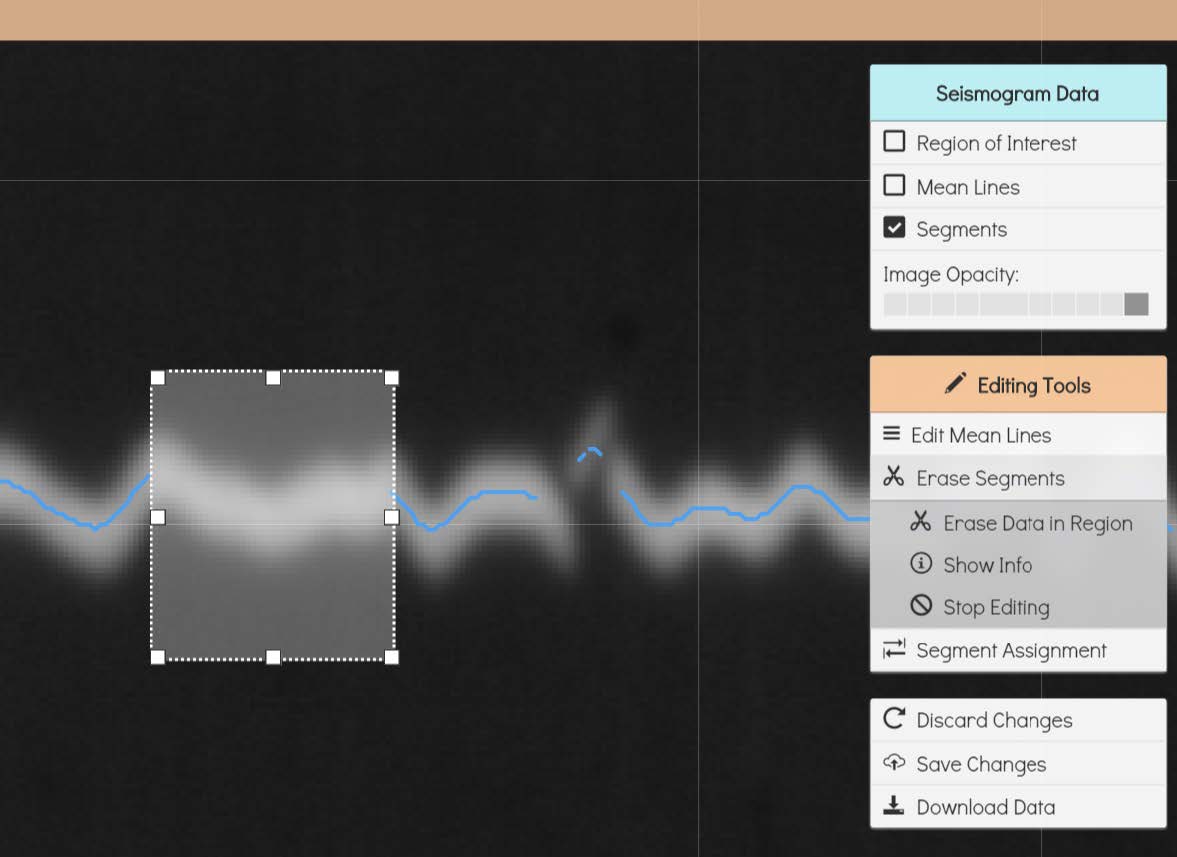 Seismogram Data
Region of Interest
Mean Lines
Segments
Image Opacity:
Editing Tools
Edit Mean Lines
Erase Segments
Erase Data in Region
Show Info
Stop Editing
Segment Assignment
Discard Changes
Save Changes
Download Data